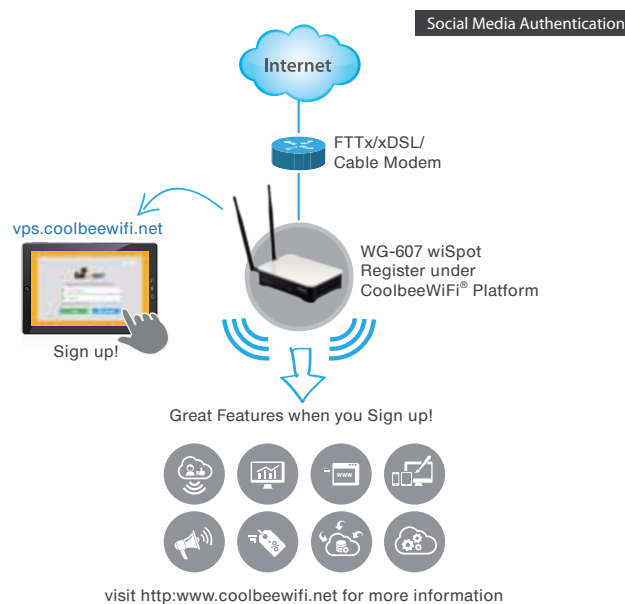 Social Media Authentication
Internet
FTTx/xDSL/
Cable Modem
vps.coolbeewifi.net
WG-607 wiSpot
Register under
CoolbeeWiFi® Platform
Sign up!
Great Features when you Sign up!
www
%
visit http:www.coolbeewifi.net for more information